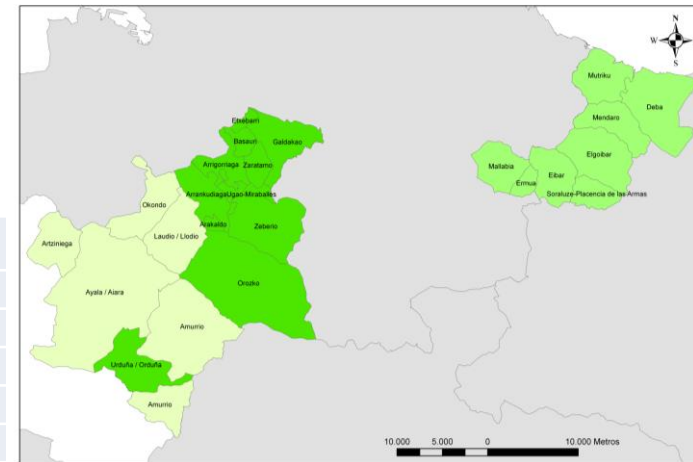 N
W
S
Mutriku
Deba
Mendaro
Etxebarri
Basauri
Galdakao
Elgoibar
Arrigorriaga
Zaratamo
Mallabia
Eibar
Ermua
Arrankudiaga
Ugao-Miraballes
Soraluze-Placencia de las Armas
Okondo
Arakaldo
Zeberio
Artziniega
Laudio / Llodio
Orozko
Ayala / Aiara
Amurrio
Urduña / Orduña
Amurrio
10.000 5.000 0 10.000 Metros